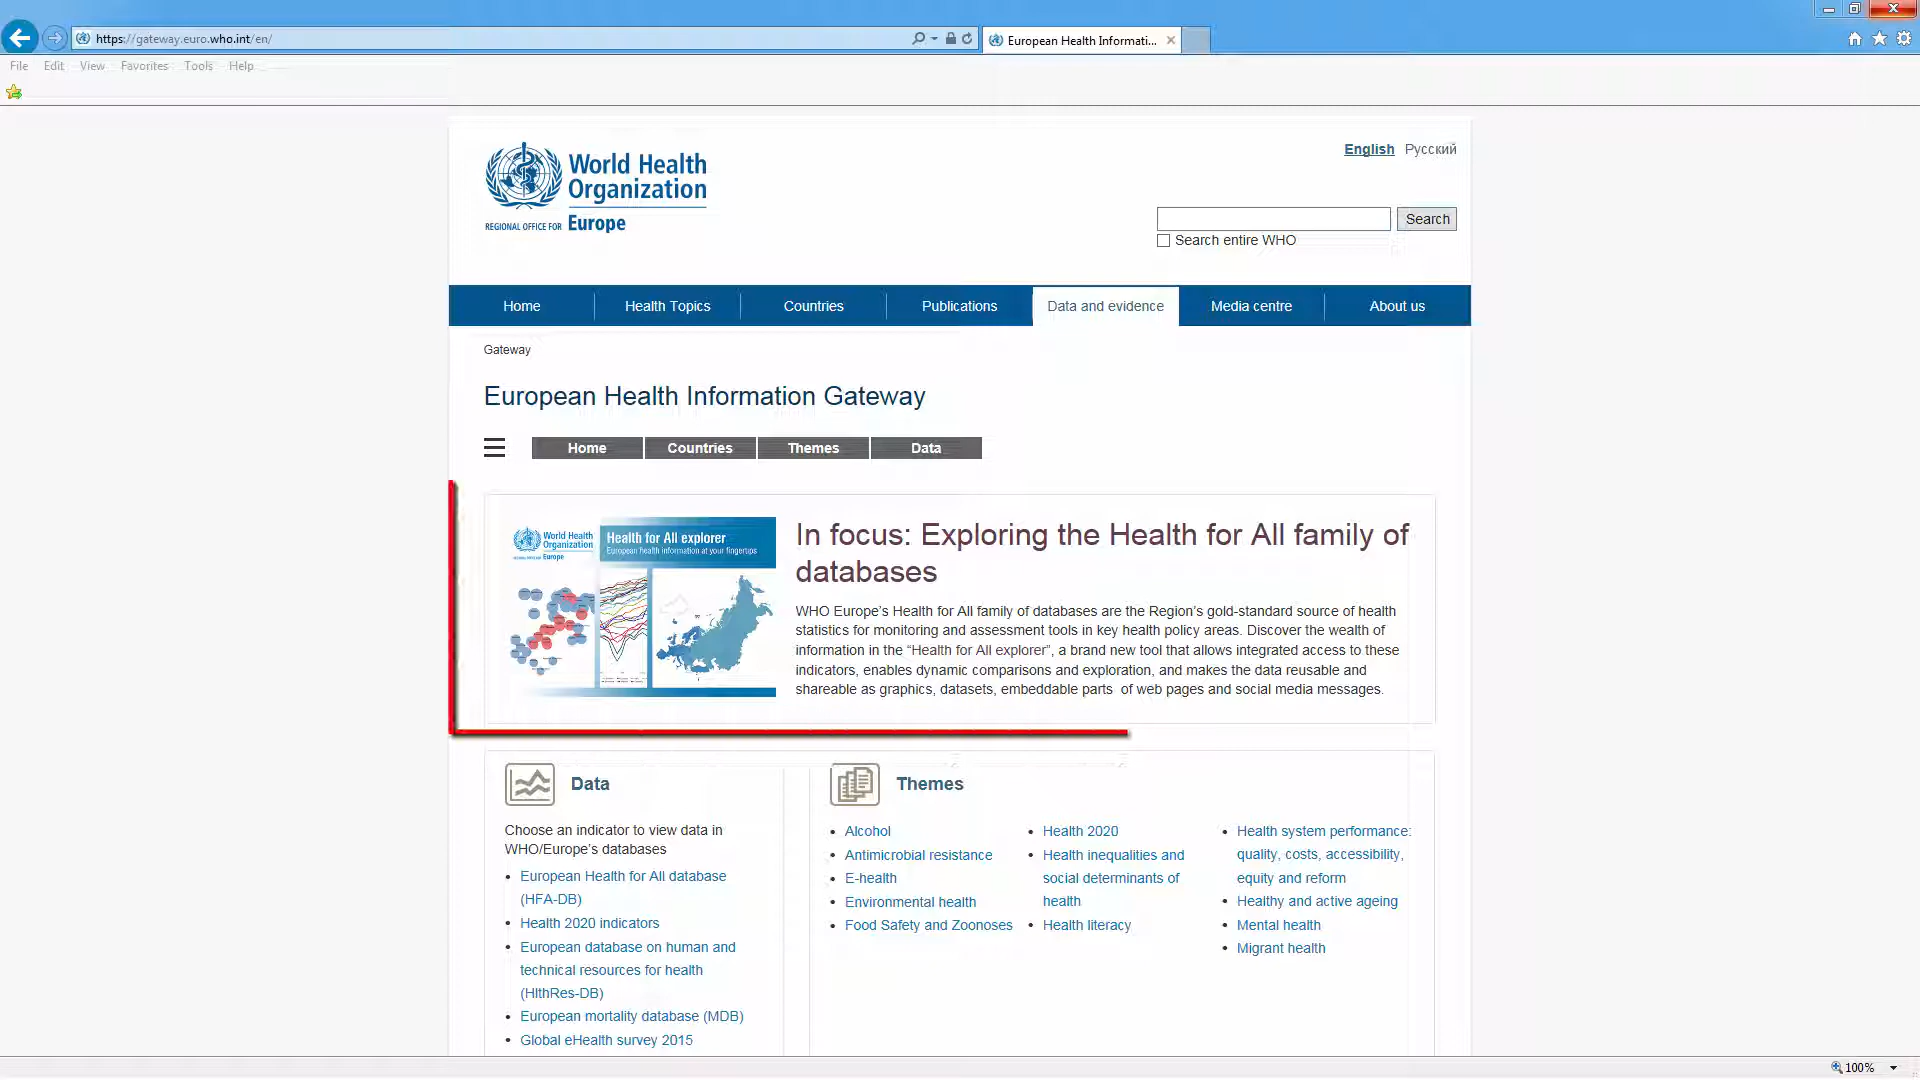 https://gateway.euro.who.int/en/
European Health Informati...
File Edit View Favorites Tools Help
World Health
Organization
REGIONAL OFFICE FOR Europe
English Русский
Search
Search entire WHO
Home Health Topics Countries Publications Data and evidence Media centre About us
Gateway
European Health Information Gateway
Home Countries Themes Data
World Health
Organization
Europe
Health for All explorer
European health information at your fingertips
In focus: Exploring the Health for All family of
databases
WHO Europe's Health for All family of databases are the Region's gold-standard source of health
statistics for monitoring and assessment tools in key health policy areas. Discover the wealth of
information in the “Health for All explorer”, a brand new tool that allows integrated access to these
indicators, enables dynamic comparisons and exploration, and makes the data reusable and
shareable as graphics, datasets, embeddable parts of web pages and social media messages.
Data
Choose an indicator to view data in
WHO/Europe's databases
• European Health for All database
(HFA-DB)
• Health 2020 indicators
• European database on human and
technical resources for health
(HlthRes-DB)
• European mortality database (MDB)
• Global eHealth survey 2015
Themes
• Alcohol
• Antimicrobial resistance
• E-health
• Environmental health
• Food Safety and Zoonoses
• Health 2020
• Health inequalities and
social determinants of
health
• Health literacy
• Health system performance:
quality, costs, accessibility,
equity and reform
• Healthy and active ageing
• Mental health
• Migrant health
100%